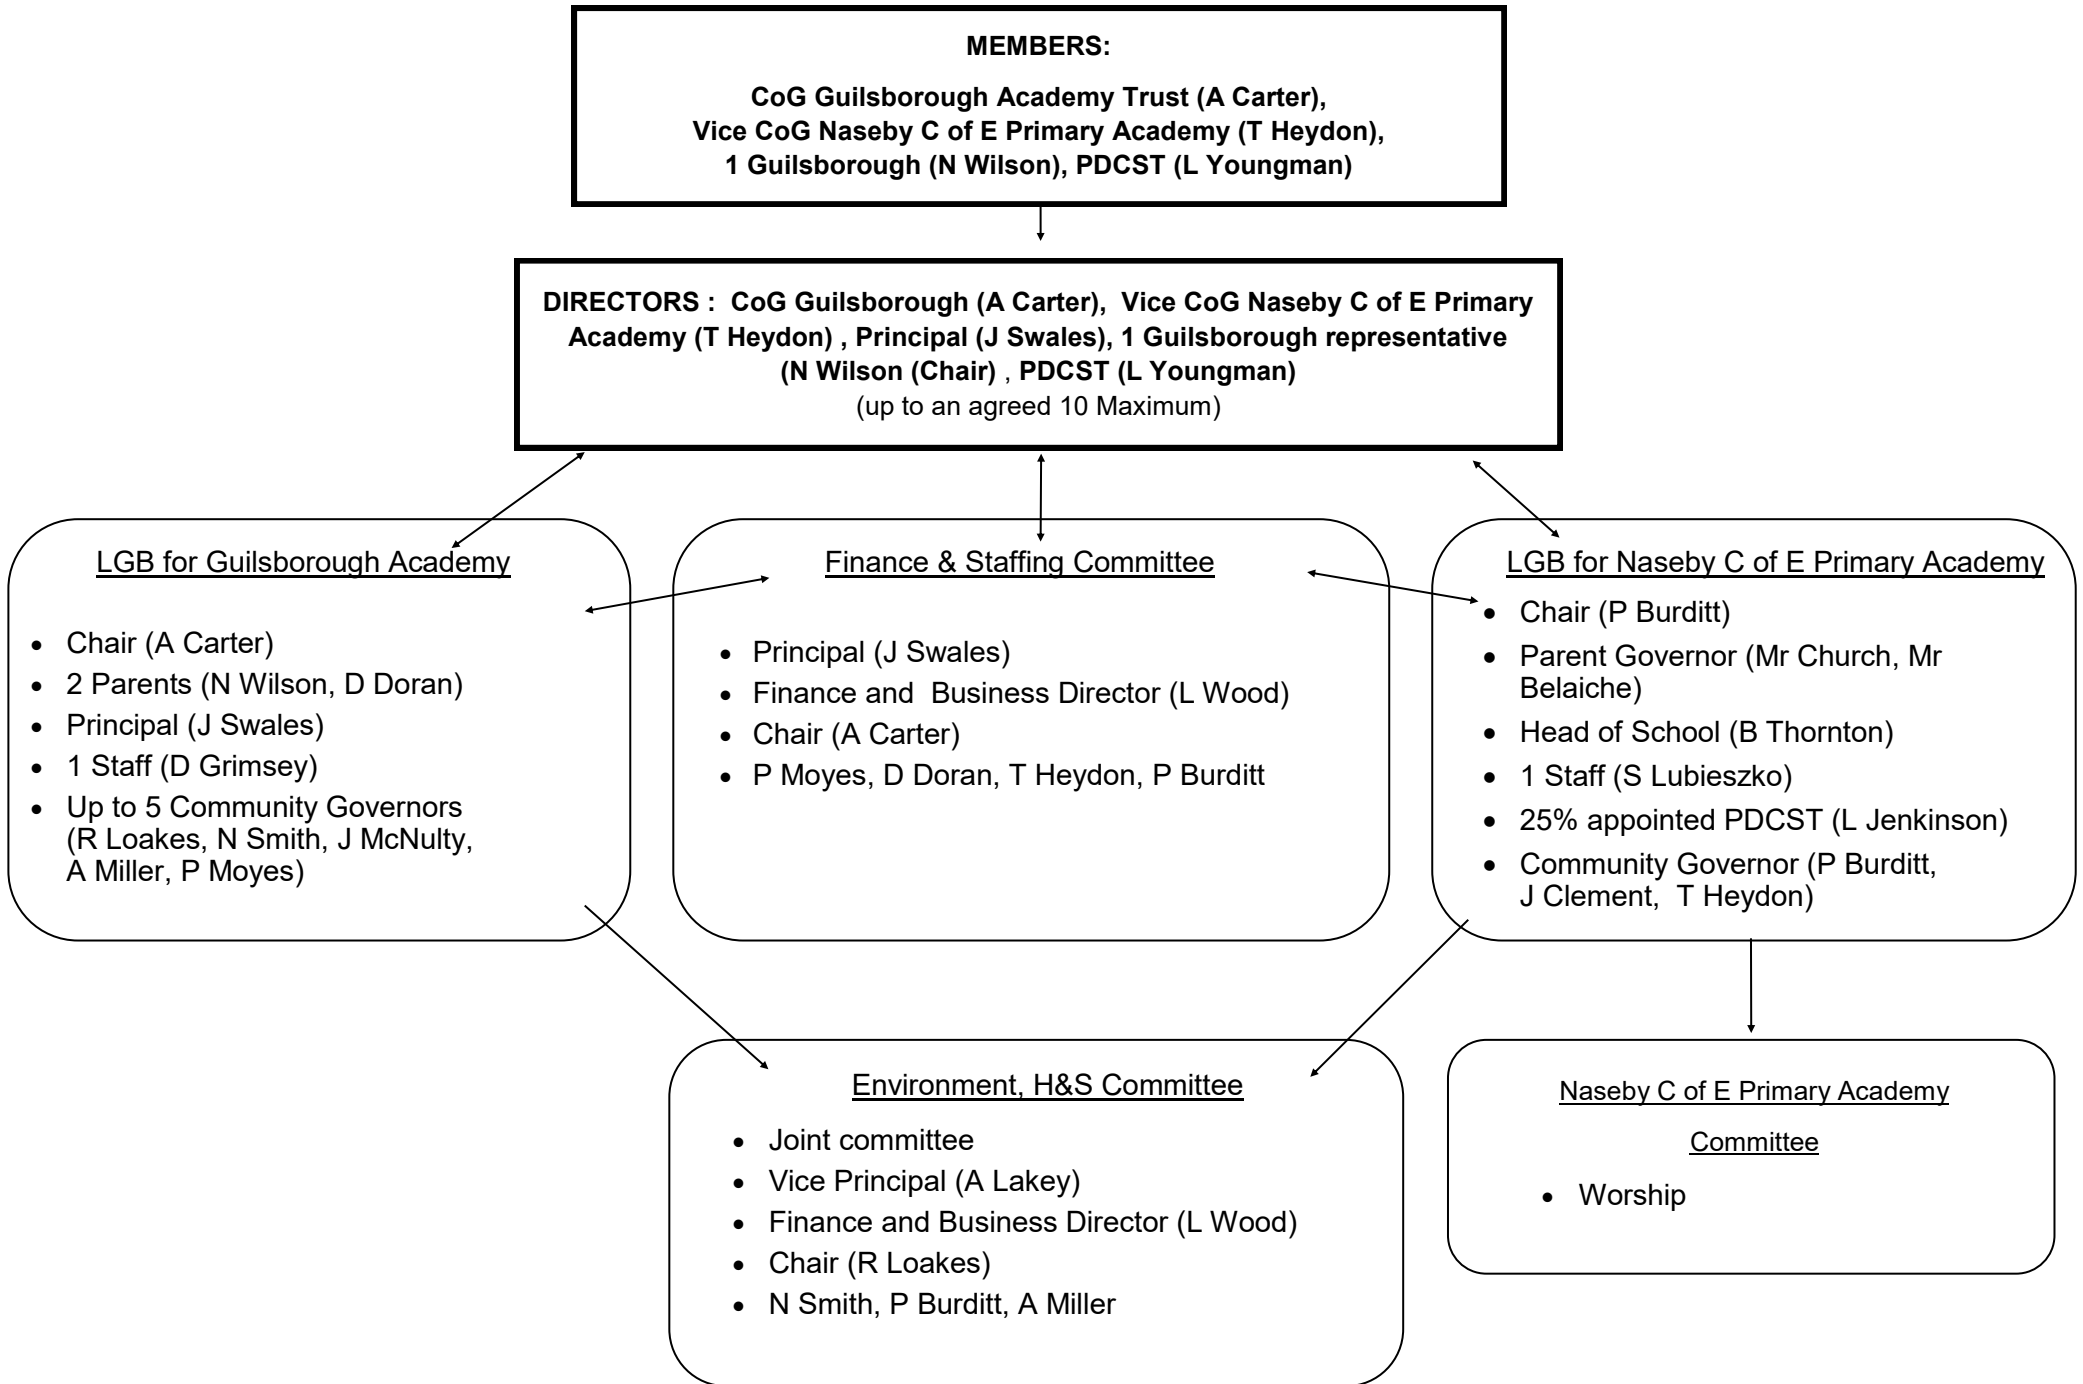 MEMBERS:
CoG Guilsborough Academy Trust (A Carter),
Vice CoG Naseby C of E Primary Academy (T Heydon),
1 Guilsborough (N Wilson), PDCST (L Youngman)
DIRECTORS :  CoG Guilsborough (A Carter),  Vice CoG Naseby C of E Primary
Academy (T Heydon) , Principal (J Swales), 1 Guilsborough representative
(N Wilson (Chair) , PDCST (L Youngman)
(up to an agreed 10 Maximum)
LGB for Guilsborough Academy
• Chair (A Carter)
• 2 Parents (N Wilson, D Doran)
• Principal (J Swales)
• 1 Staff (D Grimsey)
• Up to 5 Community Governors
(R Loakes, N Smith, J McNulty,
A Miller, P Moyes)
Finance & Staffing Committee
• Principal (J Swales)
• Finance and  Business Director (L Wood)
• Chair (A Carter)
• P Moyes, D Doran, T Heydon, P Burditt
LGB for Naseby C of E Primary Academy
• Chair (P Burditt)
• Parent Governor (Mr Church, Mr
Belaiche)
• Head of School (B Thornton)
• 1 Staff (S Lubieszko)
• 25% appointed PDCST (L Jenkinson)
• Community Governor (P Burditt,
J Clement,  T Heydon)
Environment, H&S Committee
• Joint committee
• Vice Principal (A Lakey)
• Finance and Business Director (L Wood)
• Chair (R Loakes)
• N Smith, P Burditt, A Miller
Naseby C of E Primary Academy
Committee
• Worship